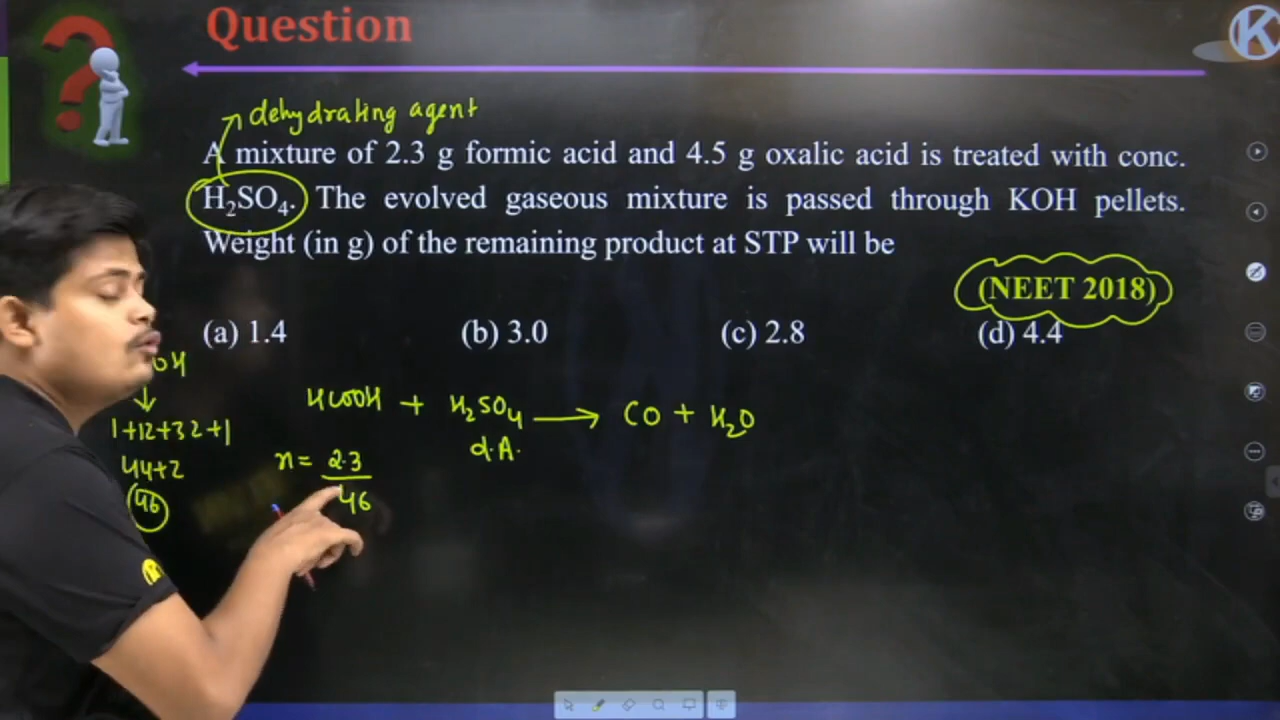 Question
dehydrating agent
A mixture of 2.3 g formic acid and 4.5 g oxalic acid is treated with conc.
H₂SO₄. The evolved gaseous mixture is passed through KOH pellets.
Weight (in g) of the remaining product at STP will be
(NEET 2018)
(a) 1.4 (b) 3.0 (c) 2.8 (d) 4.4
OH
1+12+32+1
44+2
46
HCOOH + H₂SO₄ → CO + H₂O
d.A.
n = 2.3
46
K